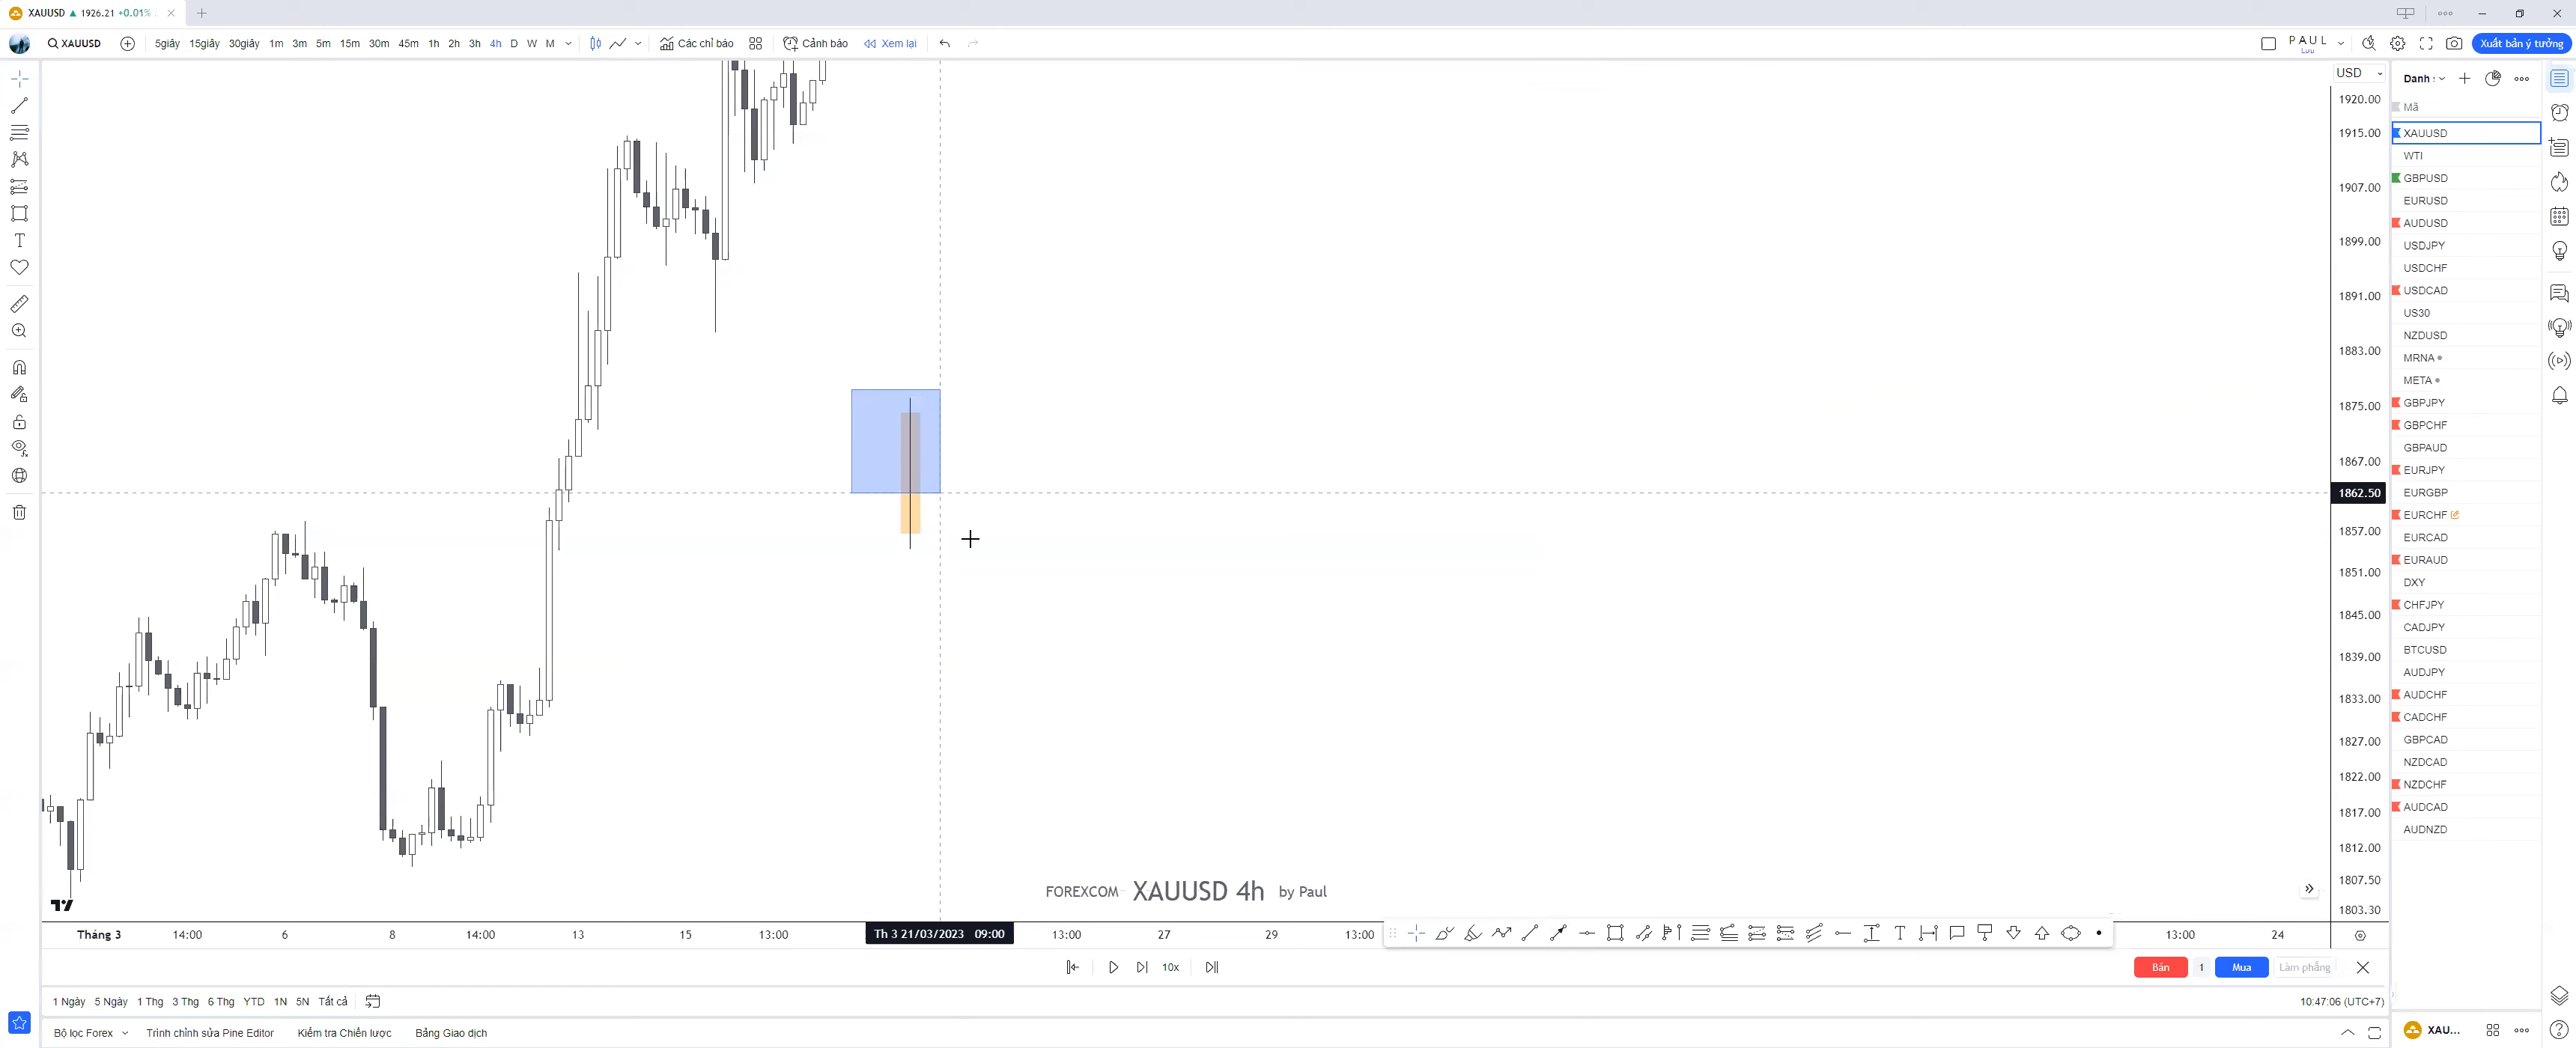 XAUUSD ▲ 1926.21 +0.01%
XAUUSD 5giây 15giây 30giây 1m 3m 5m 15m 30m 45m 1h 2h 3h 4h D W M Các chỉ báo Cảnh báo Xem lại PAUL Lưu Xuất bản ý tưởng
USD
1920.00
1915.00
1907.00
1899.00
1891.00
1883.00
1875.00
1867.00
1862.50
1857.00
1851.00
1845.00
1839.00
1833.00
1827.00
1822.00
1817.00
1812.00
1807.50
1803.30
Danh
Mã
XAUUSD
WTI
GBPUSD
EURUSD
AUDUSD
USDJPY
USDCHF
USDCAD
US30
NZDUSD
MRNA
META
GBPJPY
GBPCHF
GBPAUD
EURJPY
EURGBP
EURCHF
EURCAD
EURAUD
DXY
CHFJPY
CADJPY
BTCUSD
AUDJPY
AUDCHF
CADCHF
GBPCAD
NZDCAD
NZDCHF
AUDCAD
AUDNZD
FOREXCOM- XAUUSD 4h by Paul
Tháng 3 14:00 6 8 14:00 13 15 13:00 Th 3 21/03/2023 09:00 13:00 27 29 13:00 13:00 24
10x Bán 1 Mua Làm phẳng
1 Ngày 5 Ngày 1 Thg 3 Thg 6 Thg YTD 1N 5N Tất cả 10:47:06 (UTC+7)
Bộ lọc Forex Trình chỉnh sửa Pine Editor Kiểm tra Chiến lược Bảng Giao dịch XAU...